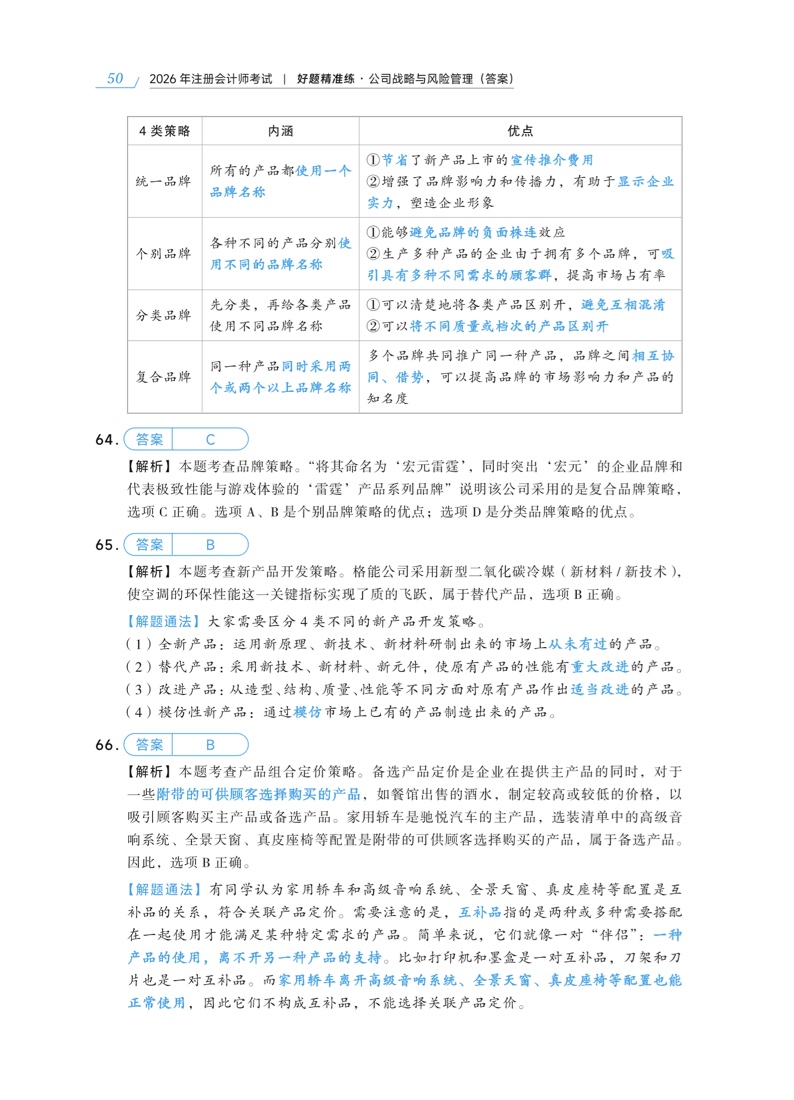 50 2026年注册会计师考试 | 好题精准练·公司战略与风险管理(答案)
4类策略 内涵 优点
统一品牌
所有的产品都使用一个
品牌名称
①节省了新产品上市的宣传推介费用
②增强了品牌影响力和传播力，有助于显示企业
实力，塑造企业形象
个别品牌
各种不同的产品分别使
用不同的品牌名称
①能够避免品牌的负面株连效应
②生产多种产品的企业由于拥有多个品牌，可吸
引具有多种不同需求的顾客群，提高市场占有率
分类品牌
先分类，再给各类产品
使用不同品牌名称
①可以清楚地将各类产品区别开，避免互相混淆
②可以将不同质量或档次的产品区别开
复合品牌
同一种产品同时采用两
个或两个以上品牌名称
多个品牌共同推广同一种产品，品牌之间相互协
同、借势，可以提高品牌的市场影响力和产品的
知名度
64. 答案 C
【解析】本题考查品牌策略。“将其命名为‘宏元雷霆’，同时突出‘宏元’的企业品牌和
代表极致性能与游戏体验的‘雷霆’产品系列品牌”说明该公司采用的是复合品牌策略，
选项C正确。选项A、B是个别品牌策略的优点；选项D是分类品牌策略的优点。
65. 答案 B
【解析】本题考查新产品开发策略。格能公司采用新型二氧化碳冷媒（新材料/新技术），
使空调的环保性能这一关键指标实现了质的飞跃，属于替代产品，选项B正确。
【解题通法】大家需要区分4类不同的新产品开发策略。
（1）全新产品：运用新原理、新技术、新材料研制出来的市场上从未有过的产品。
（2）替代产品：采用新技术、新材料、新元件，使原有产品的性能有重大改进的产品。
（3）改进产品：从造型、结构、质量、性能等不同方面对原有产品作出适当改进的产品。
（4）模仿性新产品：通过模仿市场上已有的产品制造出来的产品。
66. 答案 B
【解析】本题考查产品组合定价策略。备选产品定价是企业在提供主产品的同时，对于
一些附带的可供顾客选择购买的产品，如餐馆出售的酒水，制定较高或较低的价格，以
吸引顾客购买主产品或备选产品。家用轿车是驰悦汽车的主产品，选装清单中的高级音
响系统、全景天窗、真皮座椅等配置是附带的可供顾客选择购买的产品，属于备选产品。
因此，选项B正确。
【解题通法】有同学认为家用轿车和高级音响系统、全景天窗、真皮座椅等配置是互
补品的关系，符合关联产品定价。需要注意的是，互补品指的是两种或多种需要搭配
在一起使用才能满足某种特定需求的产品。简单来说，它们就像一对“伴侣”：一种
产品的使用，离不开另一种产品的支持。比如打印机和墨盒是一对互补品，刀架和刀
片也是一对互补品。而家用轿车离开高级音响系统、全景天窗、真皮座椅等配置也能
正常使用，因此它们不构成互补品，不能选择关联产品定价。